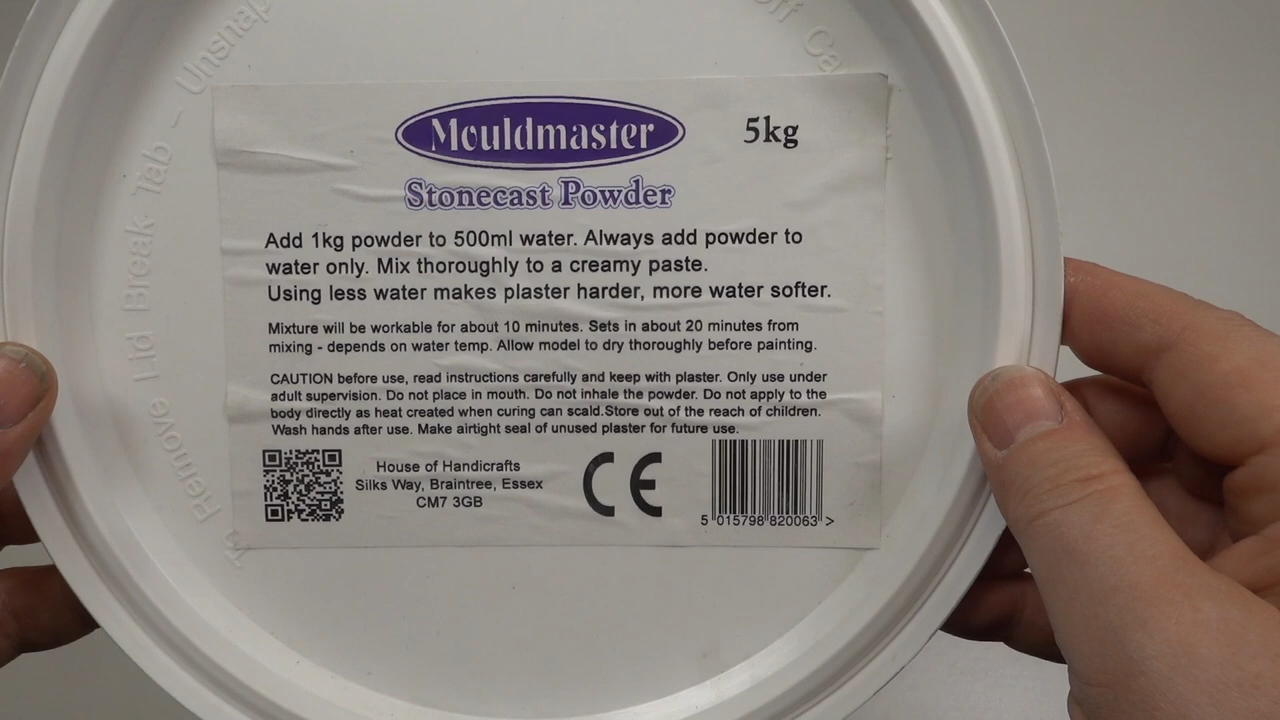 Remove Lid Break Tab - Unsnap
off Ca
Mouldmaster
5kg
Stonecast Powder
Add 1kg powder to 500ml water. Always add powder to
water only. Mix thoroughly to a creamy paste.
Using less water makes plaster harder, more water softer.
Mixture will be workable for about 10 minutes. Sets in about 20 minutes from
mixing - depends on water temp. Allow model to dry thoroughly before painting.
CAUTION before use, read instructions carefully and keep with plaster. Only use under
adult supervision. Do not place in mouth. Do not inhale the powder. Do not apply to the
body directly as heat created when curing can scald.Store out of the reach of children.
Wash hands after use. Make airtight seal of unused plaster for future use.
House of Handicrafts
Silks Way, Braintree, Essex
CM7 3GB
CE
5 015798 820063 >